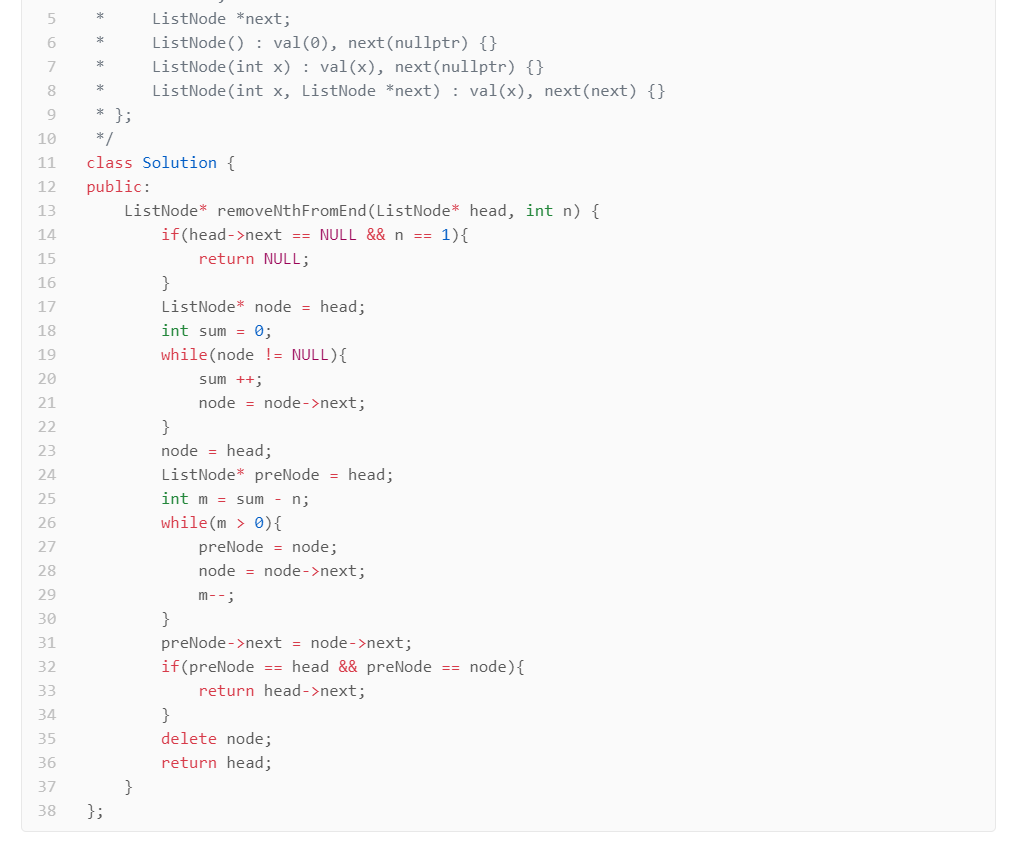 5    *     ListNode *next;
6    *     ListNode() : val(0), next(nullptr) {}
7    *     ListNode(int x) : val(x), next(nullptr) {}
8    *     ListNode(int x, ListNode *next) : val(x), next(next) {}
9    * };
10    */
11   class Solution {
12   public:
13       ListNode* removeNthFromEnd(ListNode* head, int n) {
14           if(head->next == NULL && n == 1){
15               return NULL;
16           }
17           ListNode* node = head;
18           int sum = 0;
19           while(node != NULL){
20               sum ++;
21               node = node->next;
22           }
23           node = head;
24           ListNode* preNode = head;
25           int m = sum - n;
26           while(m > 0){
27               preNode = node;
28               node = node->next;
29               m--;
30           }
31           preNode->next = node->next;
32           if(preNode == head && preNode == node){
33               return head->next;
34           }
35           delete node;
36           return head;
37       }
38   };